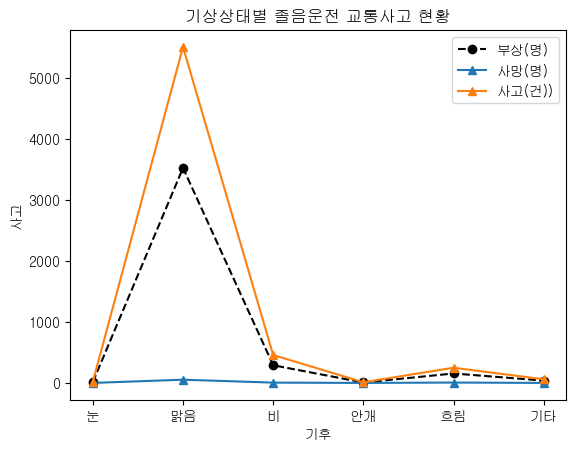 기상상태별 졸음운전 교통사고 현황
부상(명)
사망(명)
사고(건))
사고
5000
4000
3000
2000
1000
0
눈 맑음 비 안개 흐림 기타
기후